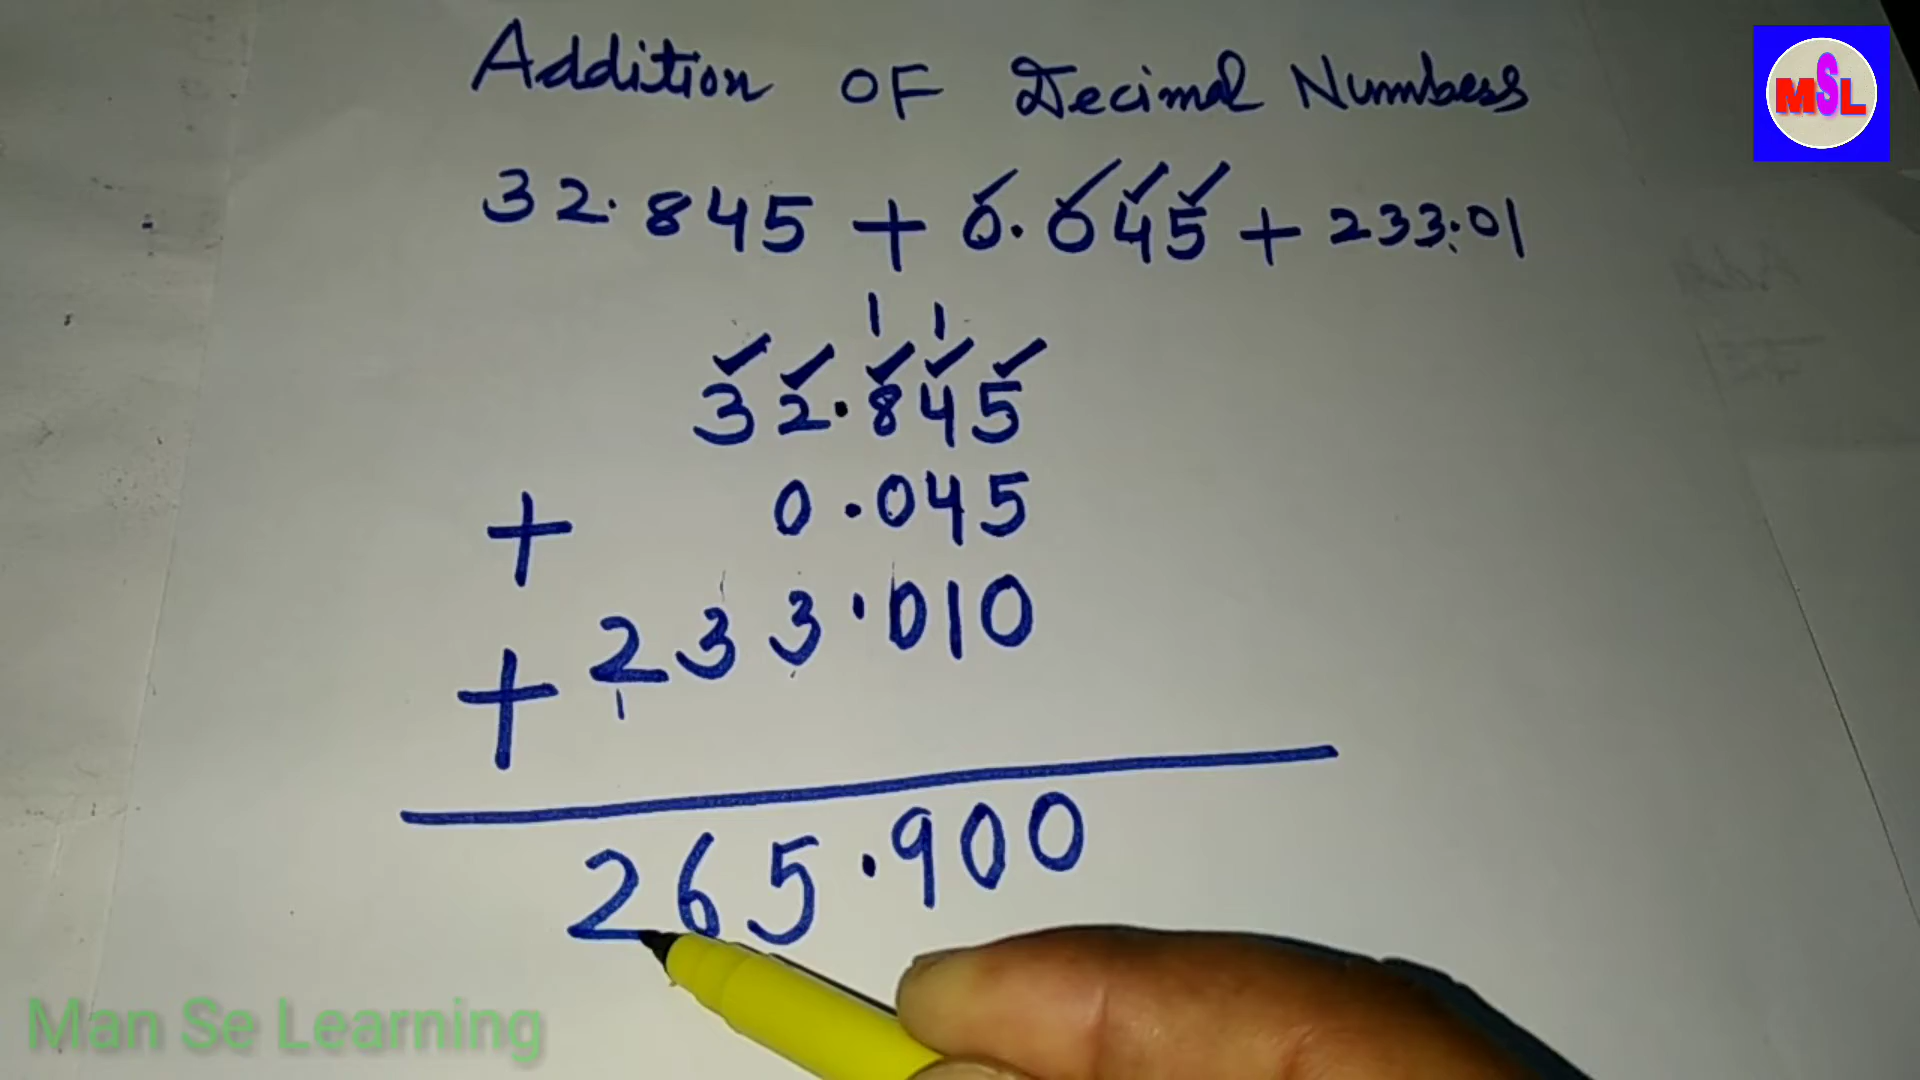 Addition OF Decimal Numbers
MSL
32.845 + 0.045 + 233.01
1 1
32.845
+ 0.045
+ 233.010
265.900
Man Se Learning